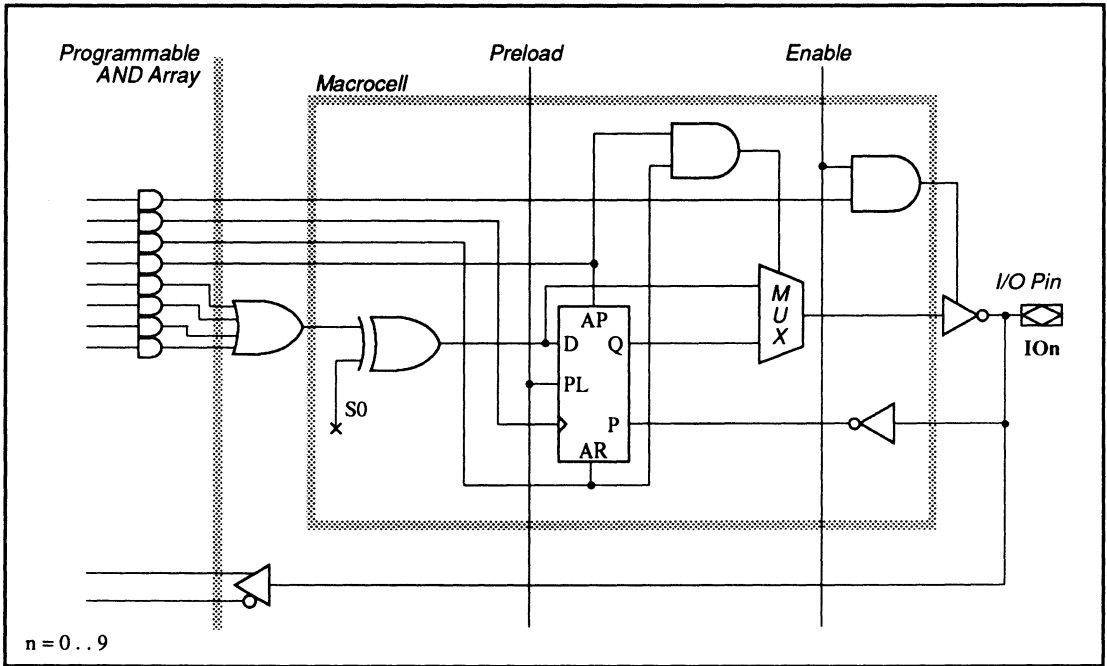 Programmable
AND Array
Preload
Enable
Macrocell
I/O Pin
M
U
X
AP
D
Q
PL
IOn
S0
P
AR
n = 0 . . 9